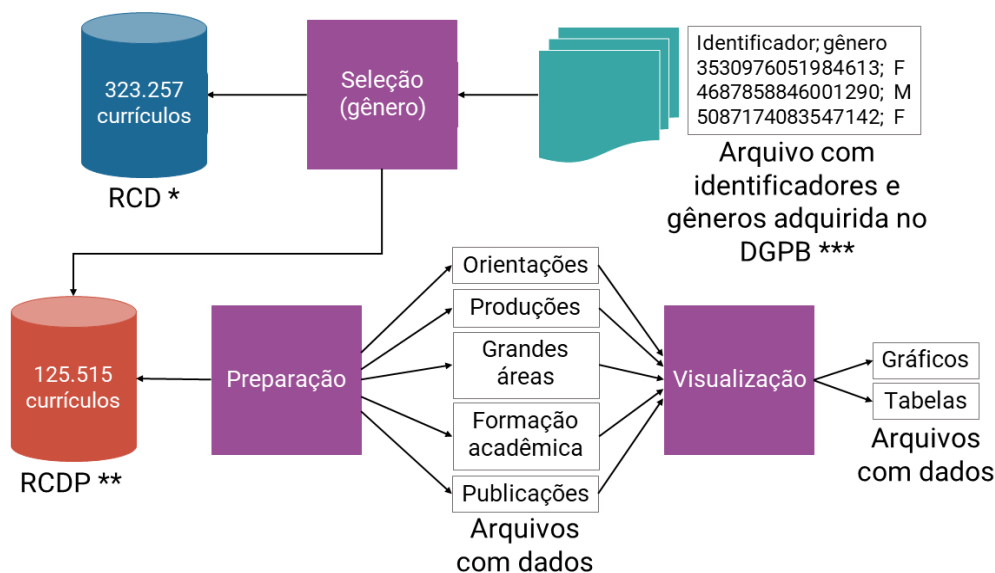 323.257
currículos
RCD *
Seleção
(gênero)
Identificador; gênero
3530976051984613; F
4687858846001290; M
5087174083547142; F
Arquivo com
identificadores e
gêneros adquirida no
DGPB ***
125.515
currículos
RCDP **
Preparação
Orientações
Produções
Grandes
áreas
Formação
acadêmica
Publicações
Arquivos
com dados
Visualização
Gráficos
Tabelas
Arquivos
com dados